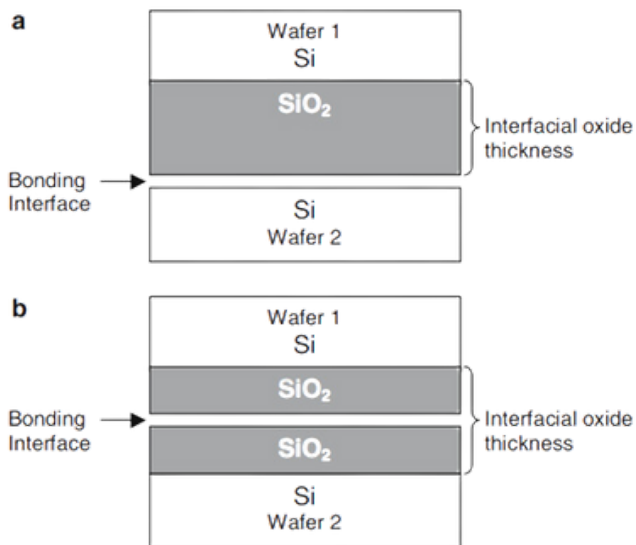 a
Wafer 1
Si
SiO₂
Interfacial oxide
thickness
Bonding
Interface
Si
Wafer 2
b
Wafer 1
Si
SiO₂
Bonding
Interface
Interfacial oxide
thickness
SiO₂
Si
Wafer 2